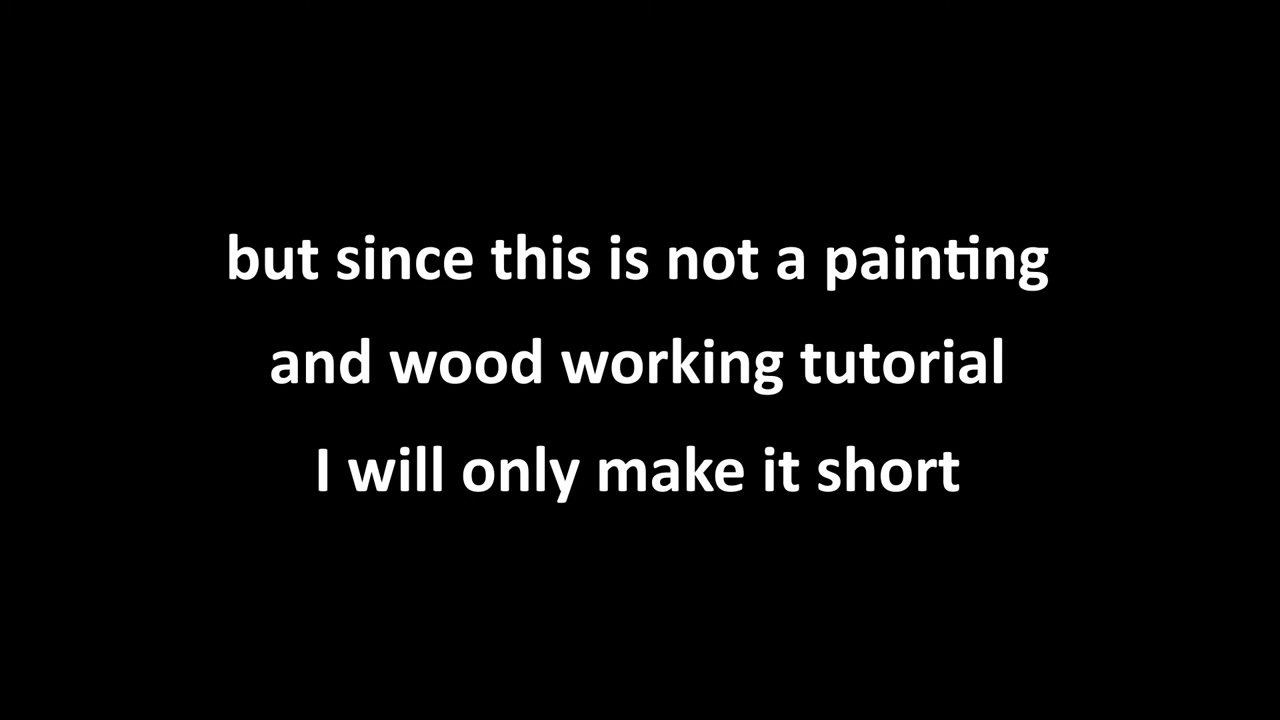 but since this is not a painting
and wood working tutorial
I will only make it short